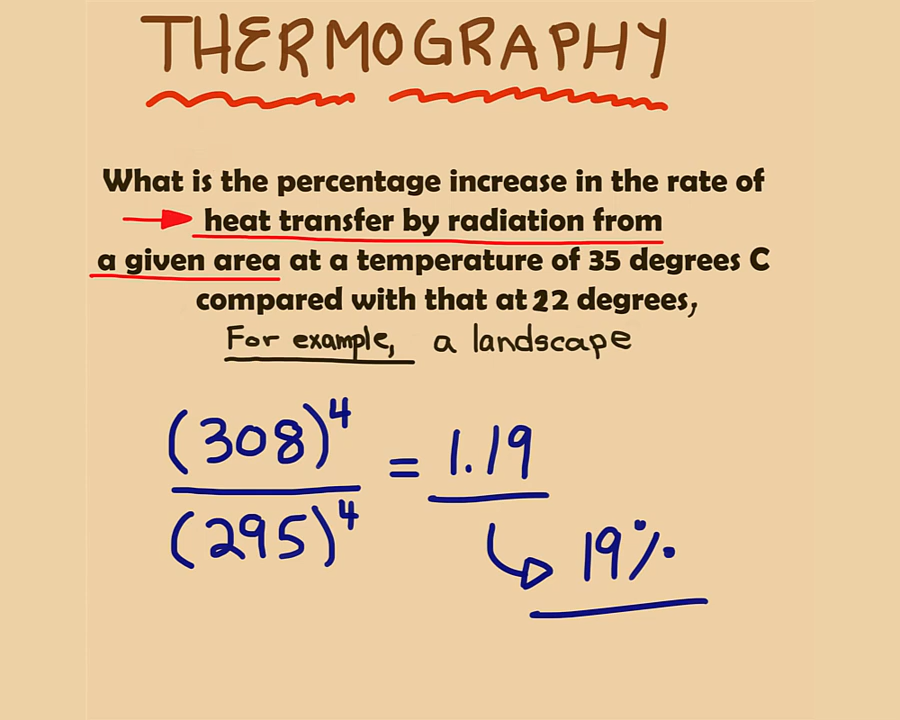 THERMOGRAPHY
What is the percentage increase in the rate of
heat transfer by radiation from
a given area at a temperature of 35 degrees C
compared with that at 22 degrees,
For example, a landscape
(308)⁴
= 1.19
(295)⁴
19%